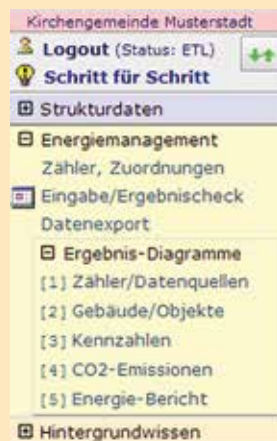 Kirchengemeinde Musterstadt
Logout (Status: ETL)
Schritt für Schritt
Strukturdaten
Energiemanagement
Zähler, Zuordnungen
Eingabe/Ergebnischeck
Datenexport
Ergebnis-Diagramme
[1] Zähler/Datenquellen
[2] Gebäude/Objekte
[3] Kennzahlen
[4] CO2-Emissionen
[5] Energie-Bericht
Hintergrundwissen